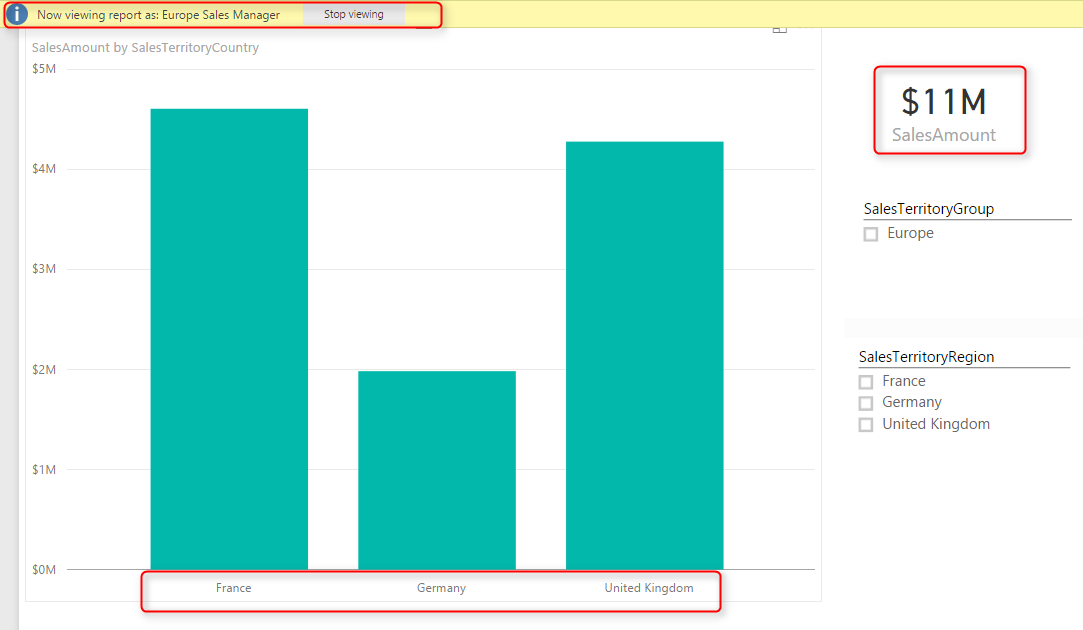 Now viewing report as: Europe Sales Manager
Stop viewing
SalesAmount by SalesTerritoryCountry
$5M
$4M
$3M
$2M
$1M
$0M
France
Germany
United Kingdom
$11M
SalesAmount
SalesTerritoryGroup
Europe
SalesTerritoryRegion
France
Germany
United Kingdom